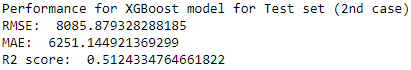 Performance for XGBoost model for Test set (2nd case)
RMSE:  8085.879328288185
MAE:  6251.144921369299
R2 score:  0.5124334764661822